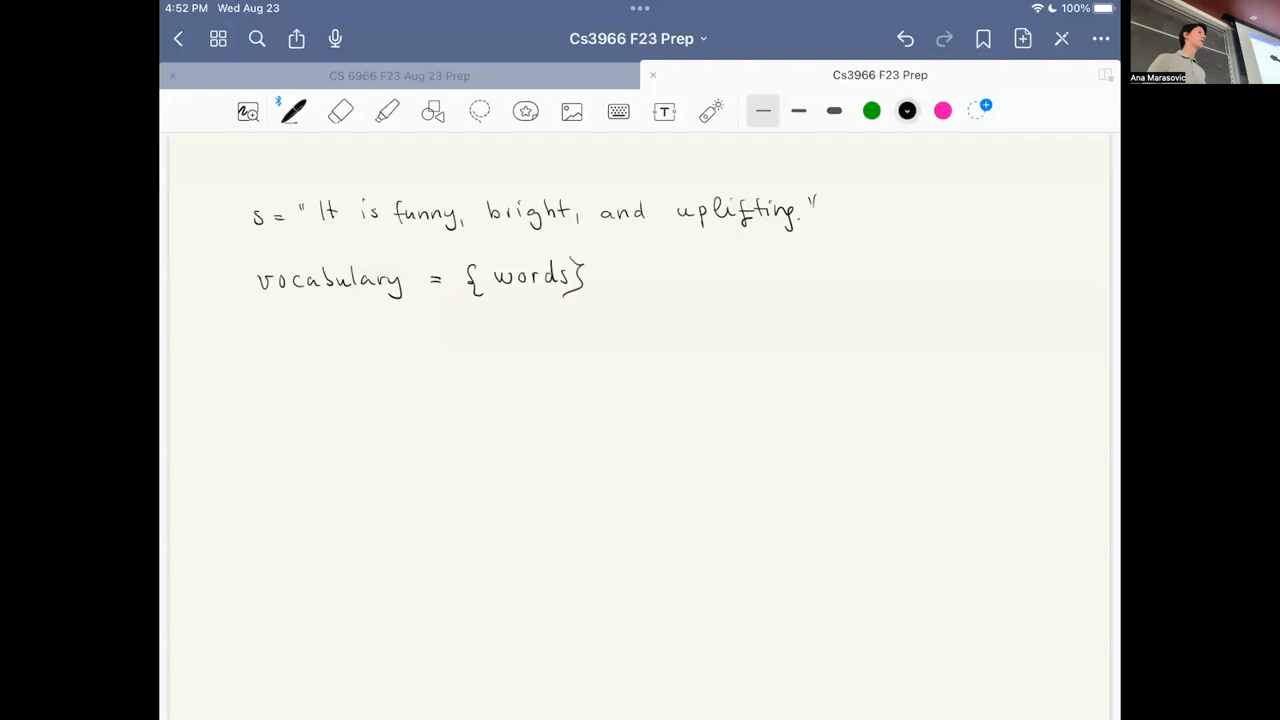 4:52 PM Wed Aug 23
100%
Cs3966 F23 Prep
CS 6966 F23 Aug 23 Prep
Cs3966 F23 Prep
Ana Marasovic
s = "It is funny, bright, and uplifting."
vocabulary = {words}